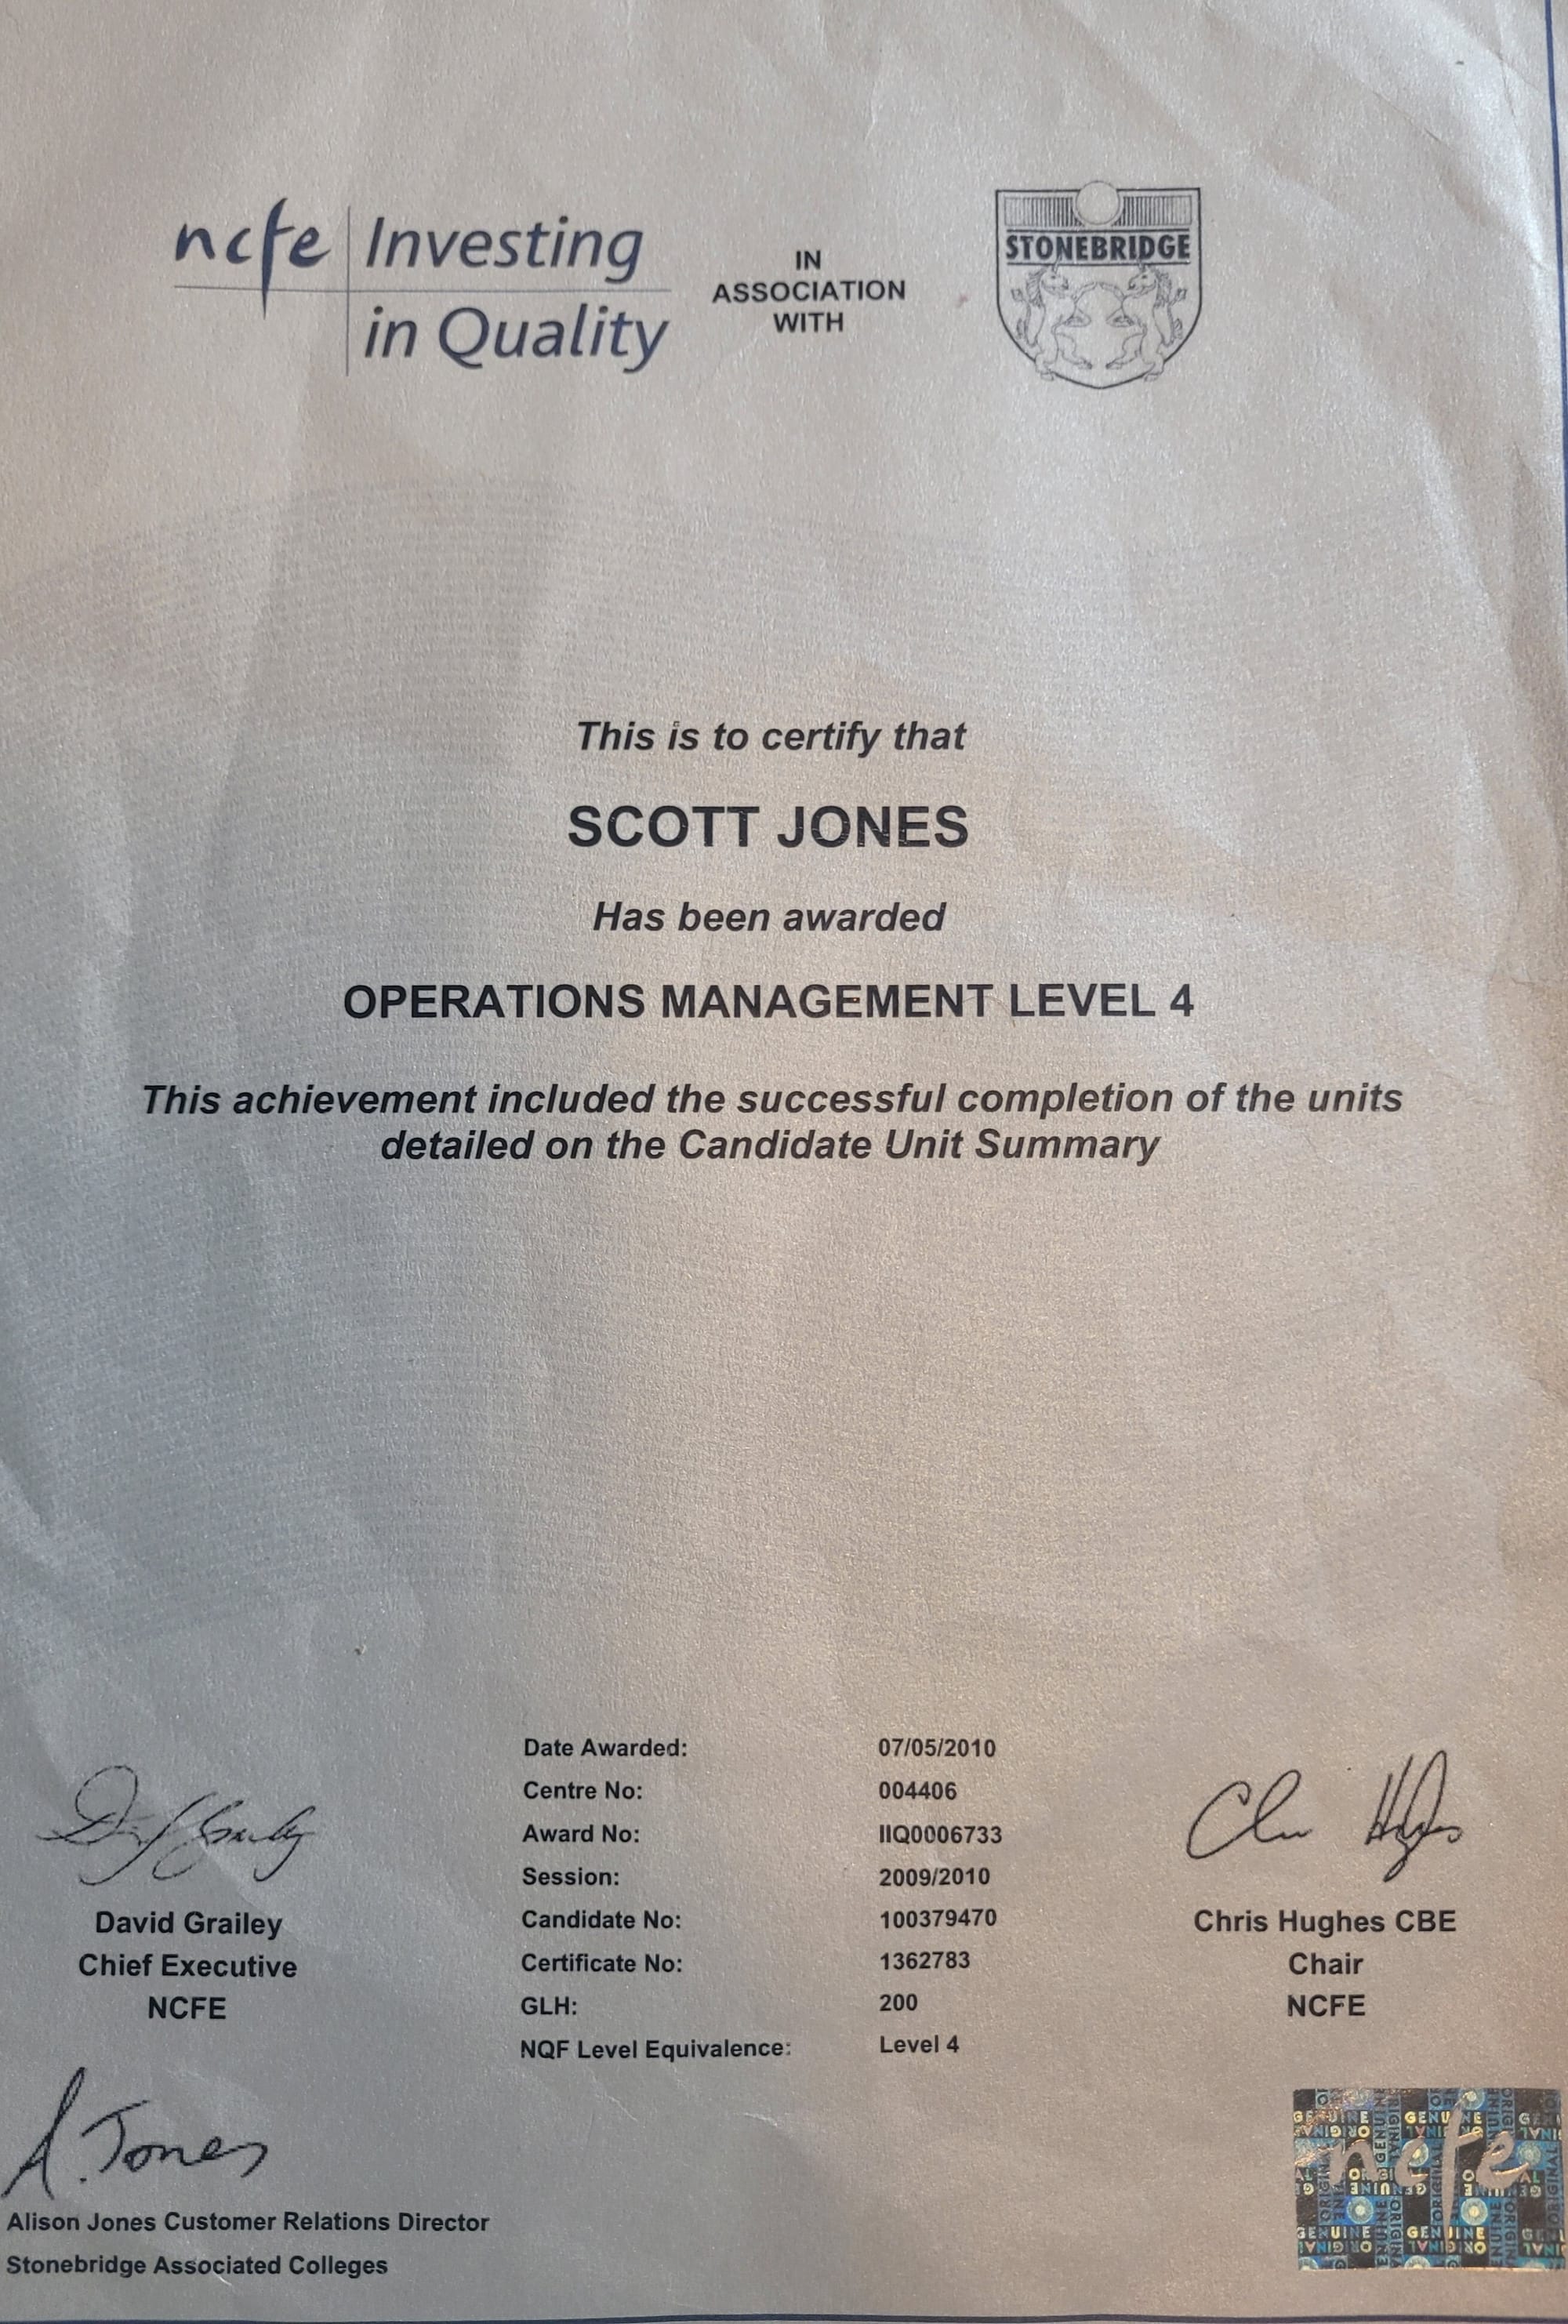 ncfe Investing
in Quality
IN
ASSOCIATION
WITH
STONEBRIDGE
This is to certify that
SCOTT JONES
Has been awarded
OPERATIONS MANAGEMENT LEVEL 4
This achievement included the successful completion of the units
detailed on the Candidate Unit Summary
Date Awarded: 07/05/2010
Centre No: 004406
Award No: IIQ0006733
Session: 2009/2010
Candidate No: 100379470
Certificate No: 1362783
GLH: 200
NQF Level Equivalence: Level 4
David Grailey
Chief Executive
NCFE
Chris Hughes CBE
Chair
NCFE
A. Jones
Alison Jones Customer Relations Director
Stonebridge Associated Colleges
ncfe
GENUINE
ORIGINAL